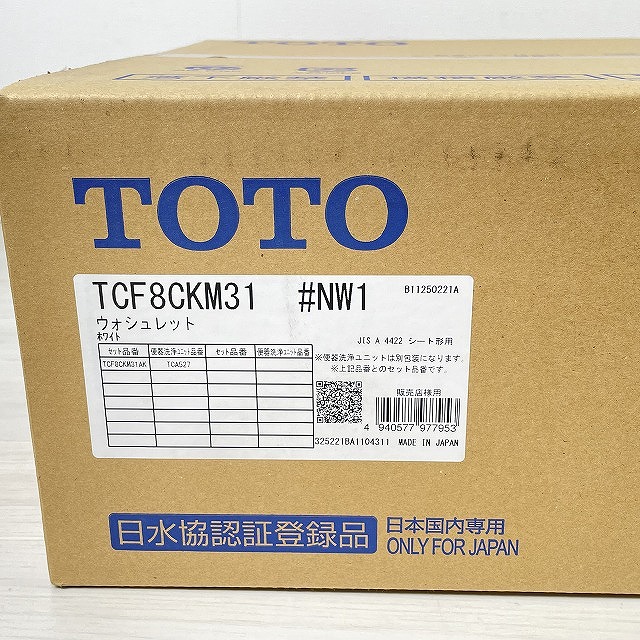 TOTO
TOTO
TCF8CKM31 #NW1
B11250221A
ウォシュレット
ホワイト
JIS A 4422 シート形用
セット品番 便器洗浄ユニット品番 セット品番 便器洗浄ユニット品番
TCF8CKM31AK TCA527
※便器洗浄ユニットは別包装になります。
※上記品番とのセット品番です。
販売店様用
4 940577 977953
325221BA1104311 MADE IN JAPAN
日水協認証登録品
日本国内専用
ONLY FOR JAPAN